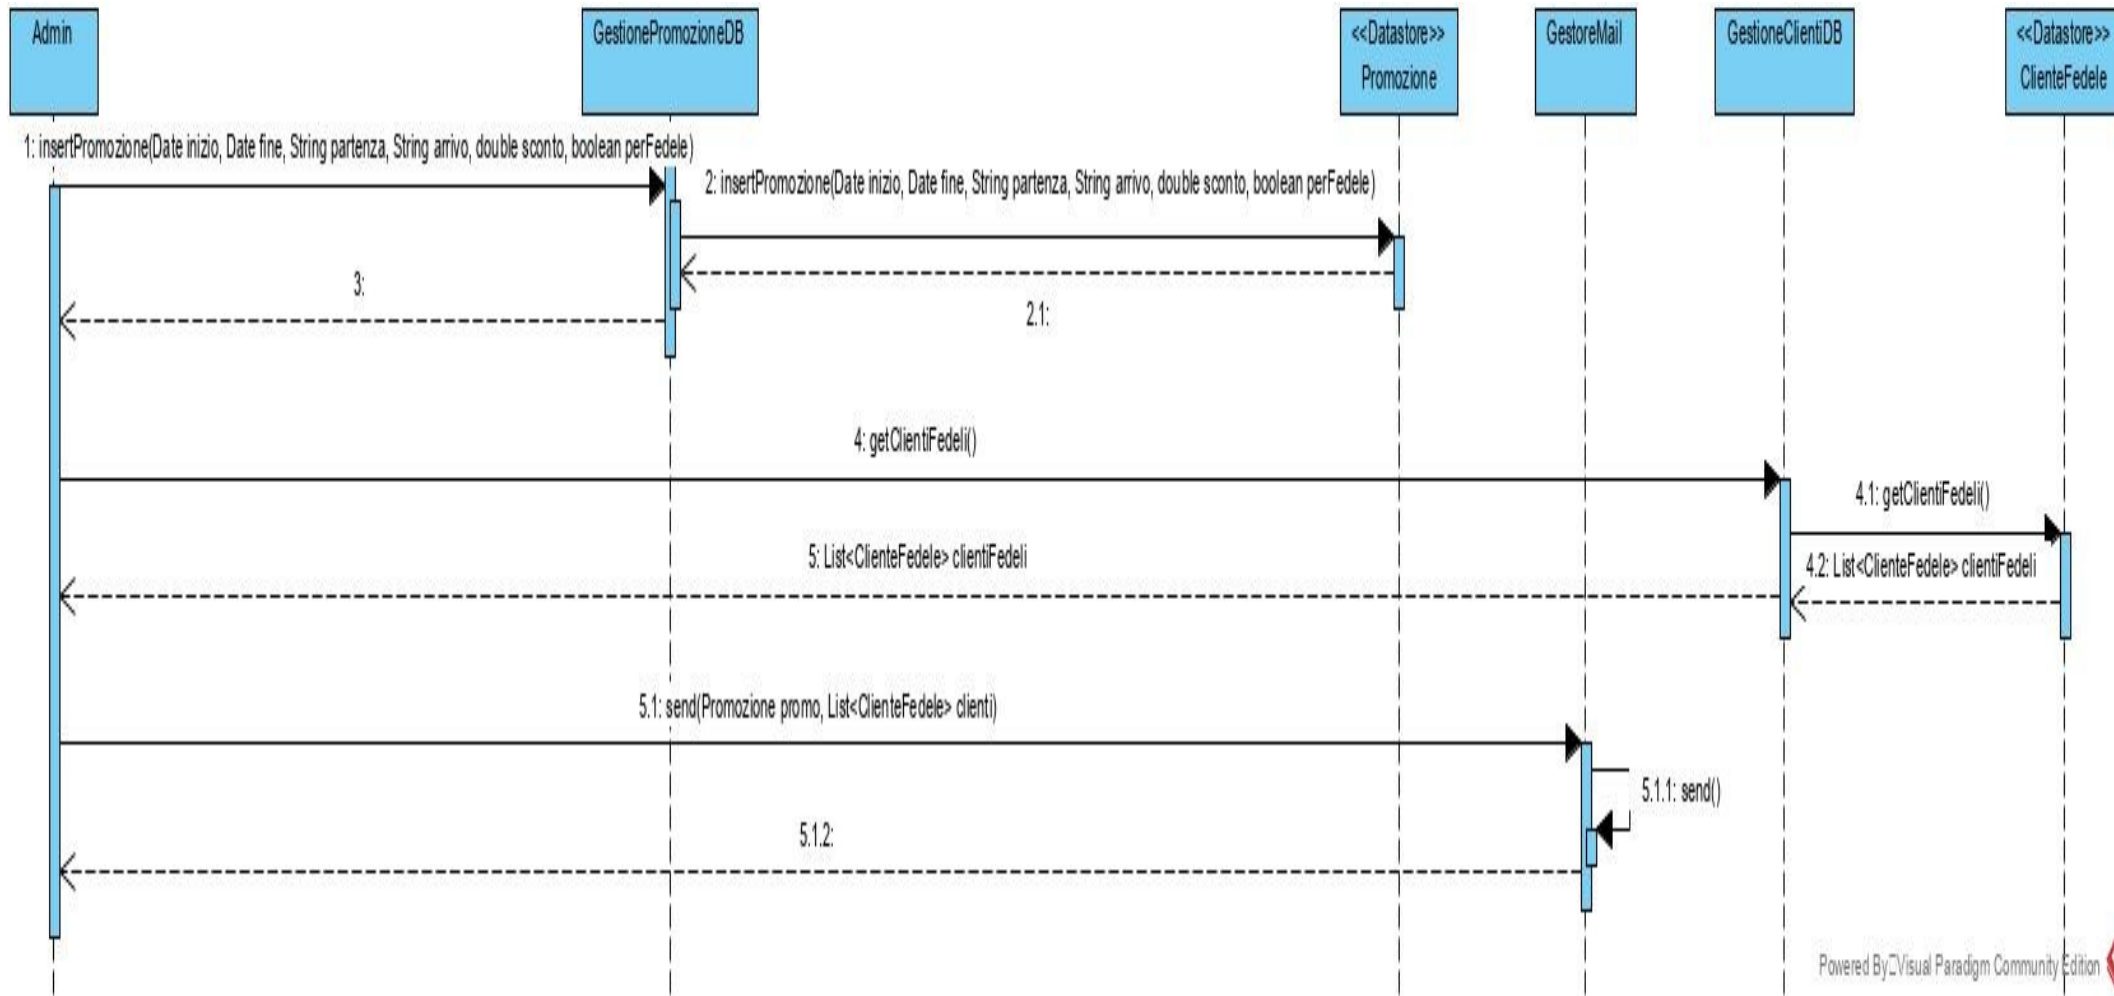 Admin
GestionePromozioneDB
<<Datastore>>
Promozione
GestoreMail
GestioneClientiDB
<<Datastore>>
ClienteFedele
1: insertPromozione(Date inizio, Date fine, String partenza, String arrivo, double sconto, boolean perFedele)
2: insertPromozione(Date inizio, Date fine, String partenza, String arrivo, double sconto, boolean perFedele)
3:
2.1:
4: getClientiFedeli()
4.1: getClientiFedeli()
5: List<ClienteFedele> clientiFedeli
4.2: List<ClienteFedele> clientiFedeli
5.1: send(Promozione promo, List<ClienteFedele> clienti)
5.1.1: send()
5.1.2:
Powered By Visual Paradigm Community Edition